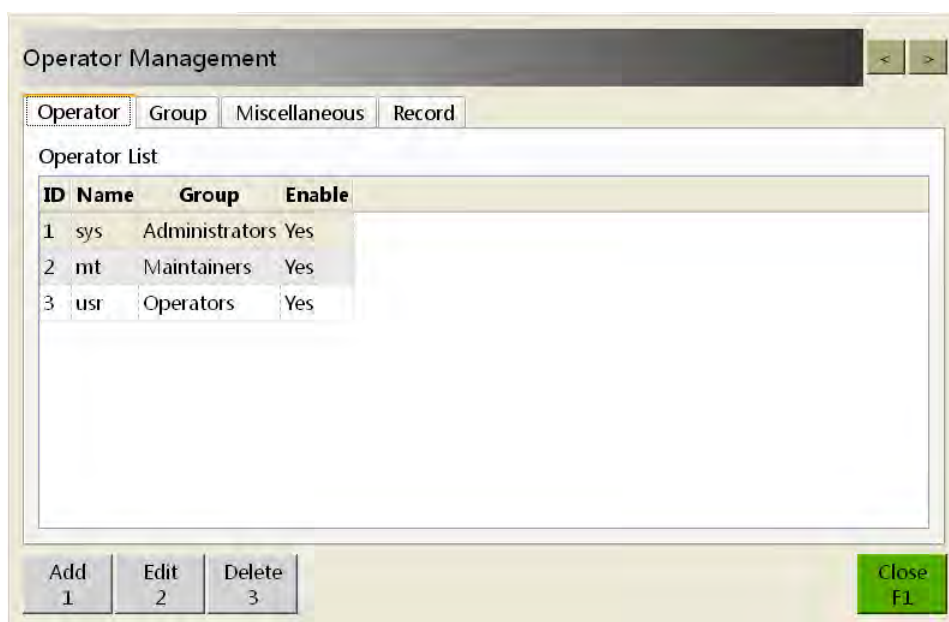 Operator Management
< >
Operator Group Miscellaneous Record
Operator List
ID Name Group Enable
1 sys Administrators Yes
2 mt Maintainers Yes
3 usr Operators Yes
Add Edit Delete Close
1 2 3 F1